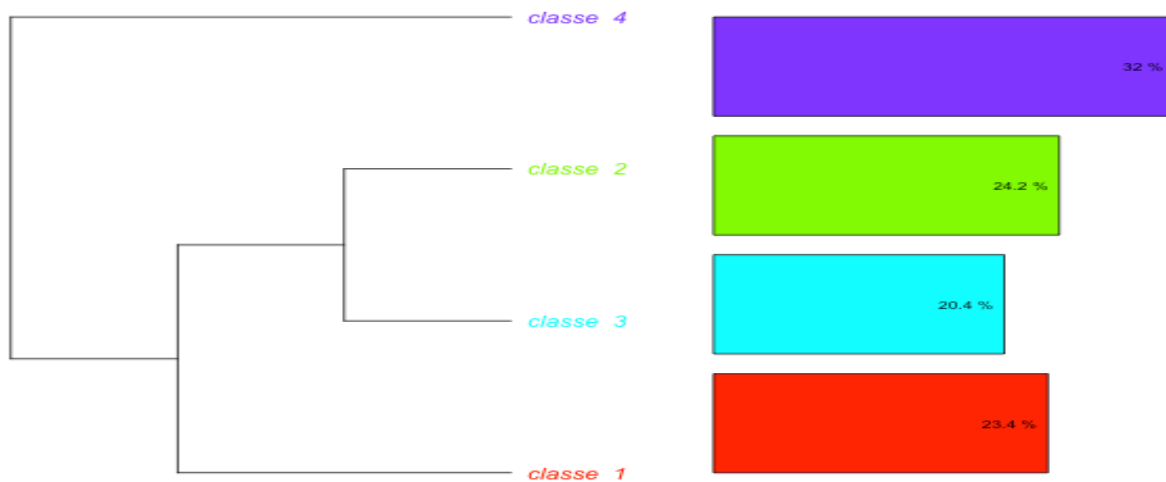 classe 4
32 %
classe 2
24.2 %
classe 3
20.4 %
23.4 %
classe 1